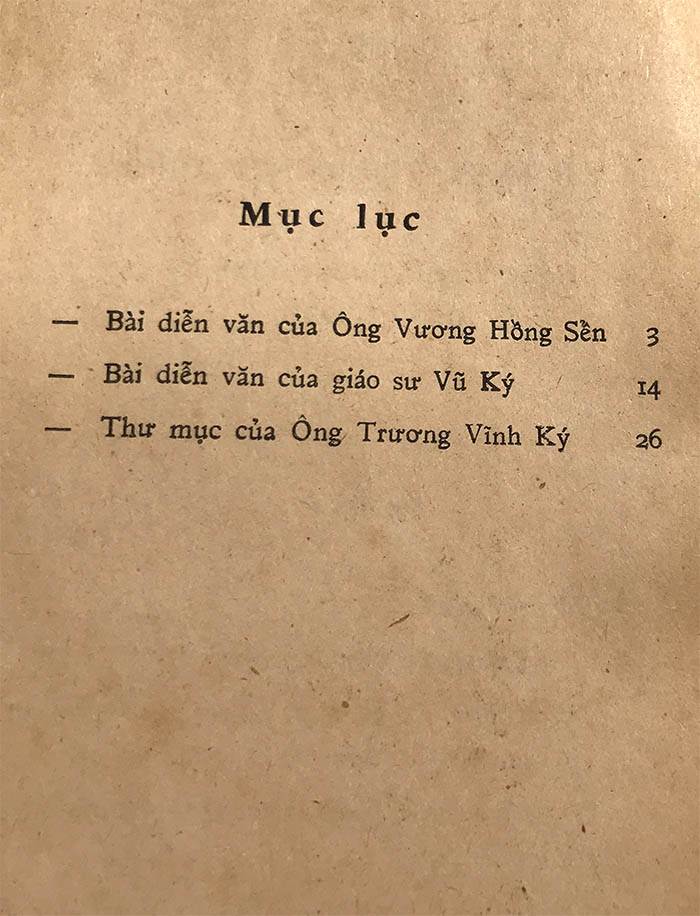 Mục lục
— Bài diễn văn của Ông Vương Hồng Sển 3
— Bài diễn văn của giáo sư Vũ Ký 14
— Thư mục của Ông Trương Vĩnh Ký 26